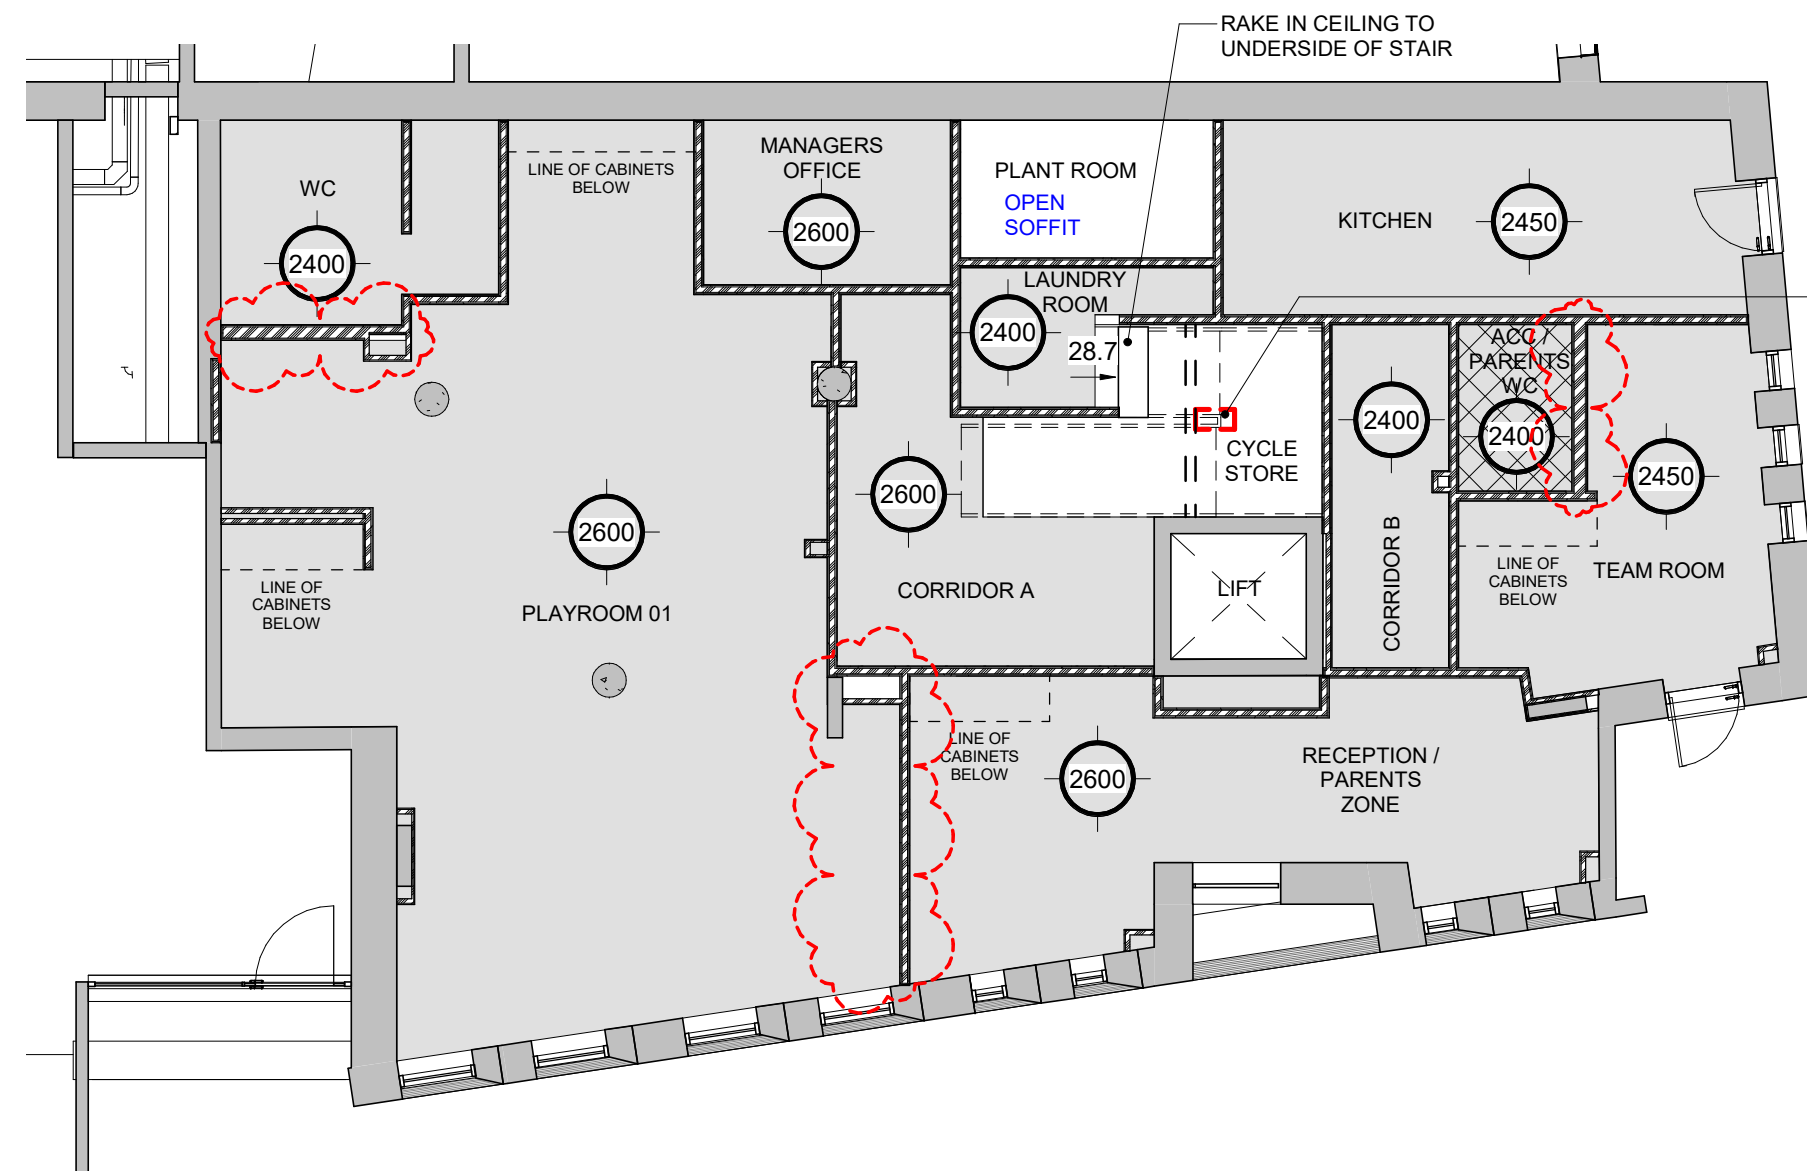 RAKE IN CEILING TO
UNDERSIDE OF STAIR
MANAGERS
OFFICE
2600
LINE OF CABINETS
BELOW
WC
2400
PLANT ROOM
OPEN
SOFFIT
KITCHEN
2450
LAUNDRY
ROOM
2400
28.7
ACC /
PARENTS
WC
2400
2400
CORRIDOR B
CYCLE
STORE
2450
TEAM ROOM
LINE OF
CABINETS
BELOW
2600
CORRIDOR A
LIFT
2600
PLAYROOM 01
LINE OF
CABINETS
BELOW
LINE OF
CABINETS
BELOW
2600
RECEPTION /
PARENTS
ZONE